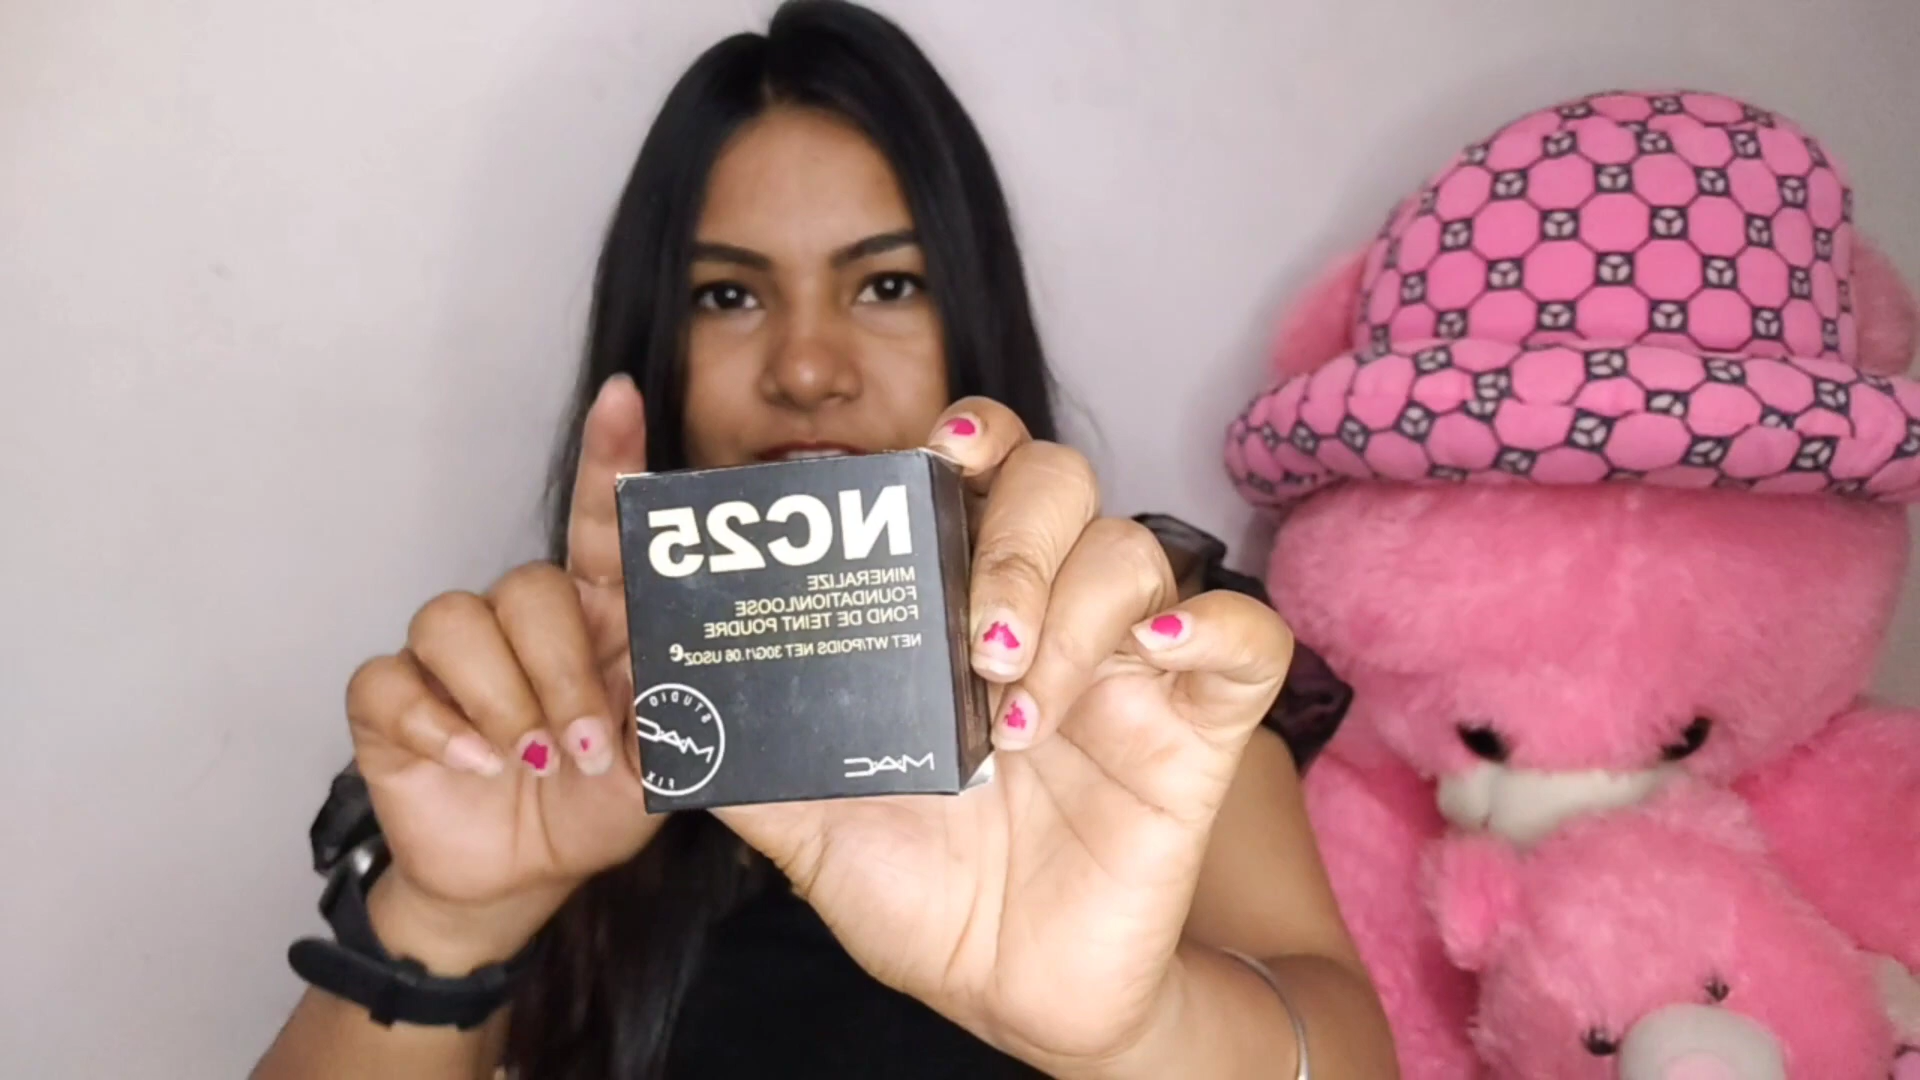 NC25
MINERALIZE
FOUNDATION/LOOSE
FOND DE TEINT POUDRE
NET WT/POIDS NET 30G/1.06 USOZ e
STUDIO
MAC
FIX
MAC